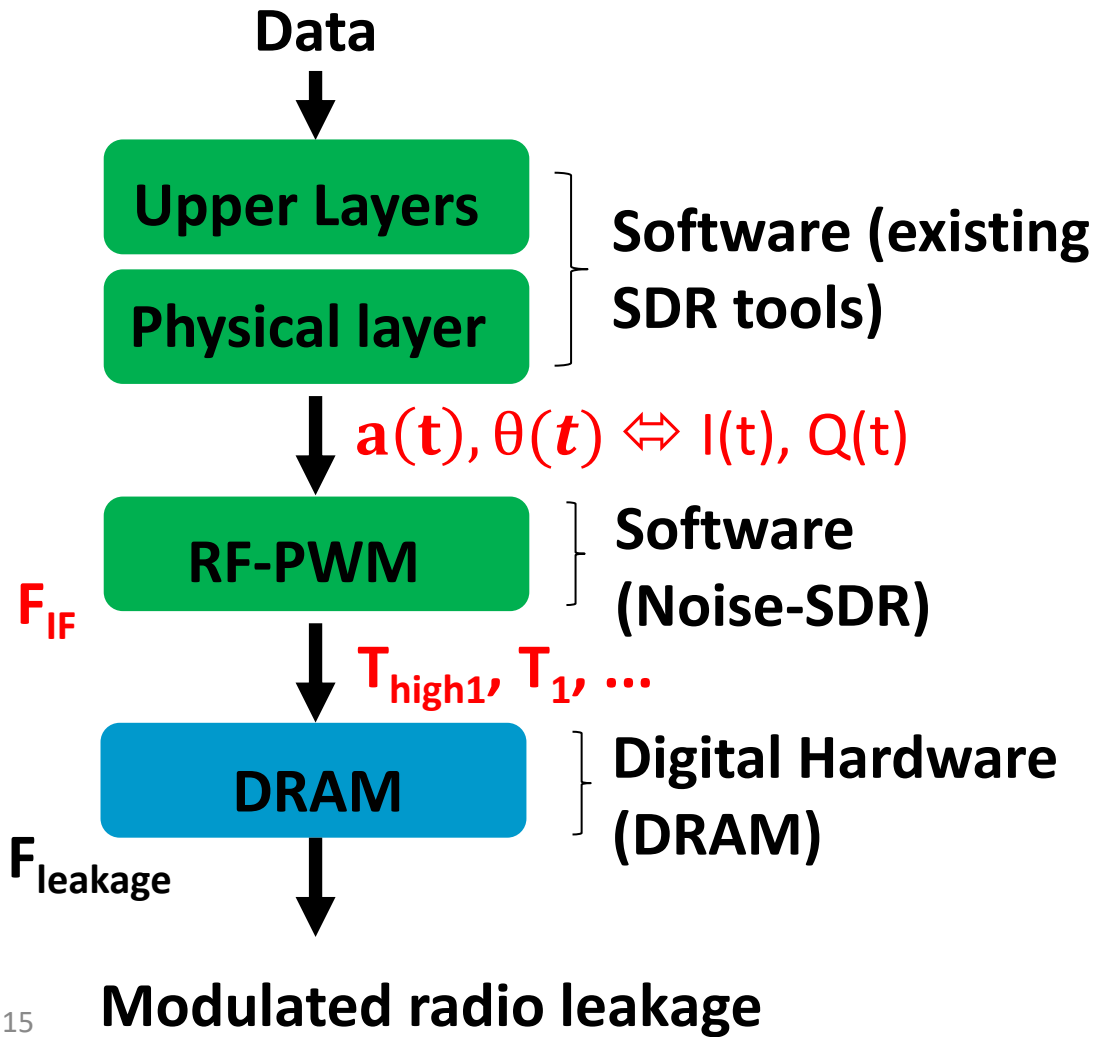 Data
Upper Layers
Physical layer
Software (existing
SDR tools)
a(t), θ(t) ⇔ I(t), Q(t)
RF-PWM
Software
(Noise-SDR)
F_IF
T_high1, T_1, ...
DRAM
Digital Hardware
(DRAM)
F_leakage
Modulated radio leakage
15